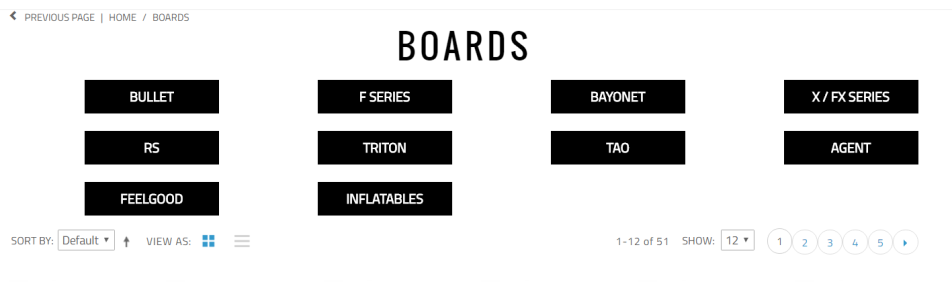 PREVIOUS PAGE | HOME / BOARDS
BOARDS
BULLET F SERIES BAYONET X / FX SERIES
RS TRITON TAO AGENT
FEELGOOD INFLATABLES
SORT BY: Default VIEW AS: 1-12 of 51 SHOW: 12 1 2 3 4 5